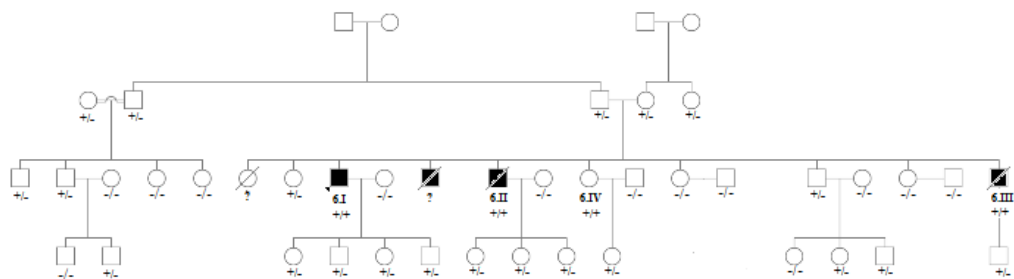 +/- +/- +/- +/- +/-
+/- +/- -/- -/- -/- ? +/- 6.I -/- ? 6.II -/- 6.IV -/- -/- -/- +/- -/- -/- -/- 6.III
+/+ +/+ +/+ +/+
-/- +/- +/- +/- +/- +/- +/- +/- +/- +/- -/- +/- +/- +/-